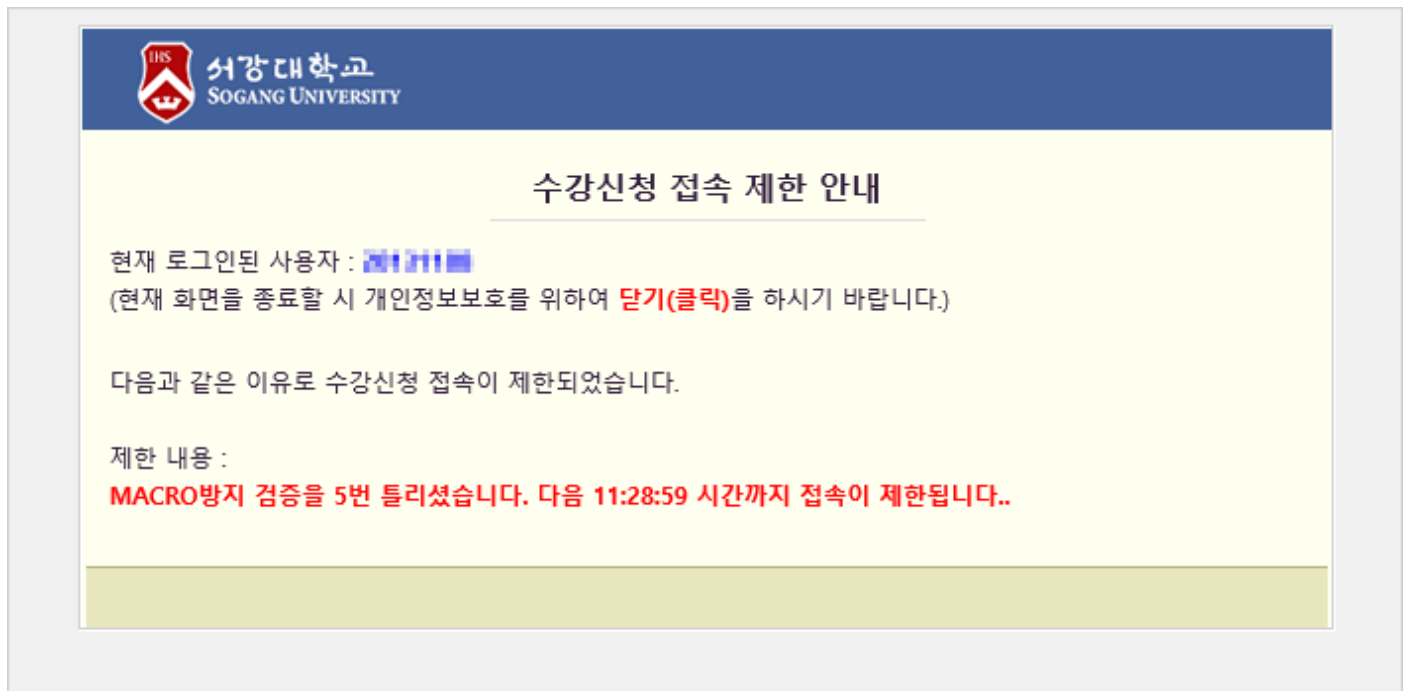 IHS
서강대학교
SOGANG UNIVERSITY
수강신청 접속 제한 안내
현재 로그인된 사용자 :
(현재 화면을 종료할 시 개인정보보호를 위하여 닫기(클릭)을 하시기 바랍니다.)
다음과 같은 이유로 수강신청 접속이 제한되었습니다.
제한 내용 :
MACRO방지 검증을 5번 틀리셨습니다. 다음 11:28:59 시간까지 접속이 제한됩니다..